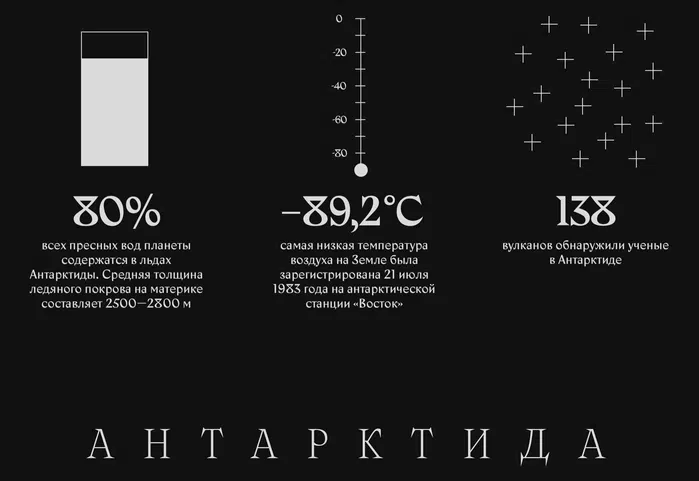 0
-20
-40
-60
-80
80%
всех пресных вод планеты
содержатся в льдах
Антарктиды. Средняя толщина
ледяного покрова на материке
составляет 2500—2800 м
–89,2°C
самая низкая температура
воздуха на Земле была
зарегистрирована 21 июля
1983 года на антарктической
станции «Восток»
138
вулканов обнаружили ученые
в Антарктиде
АНТАРКТИДА